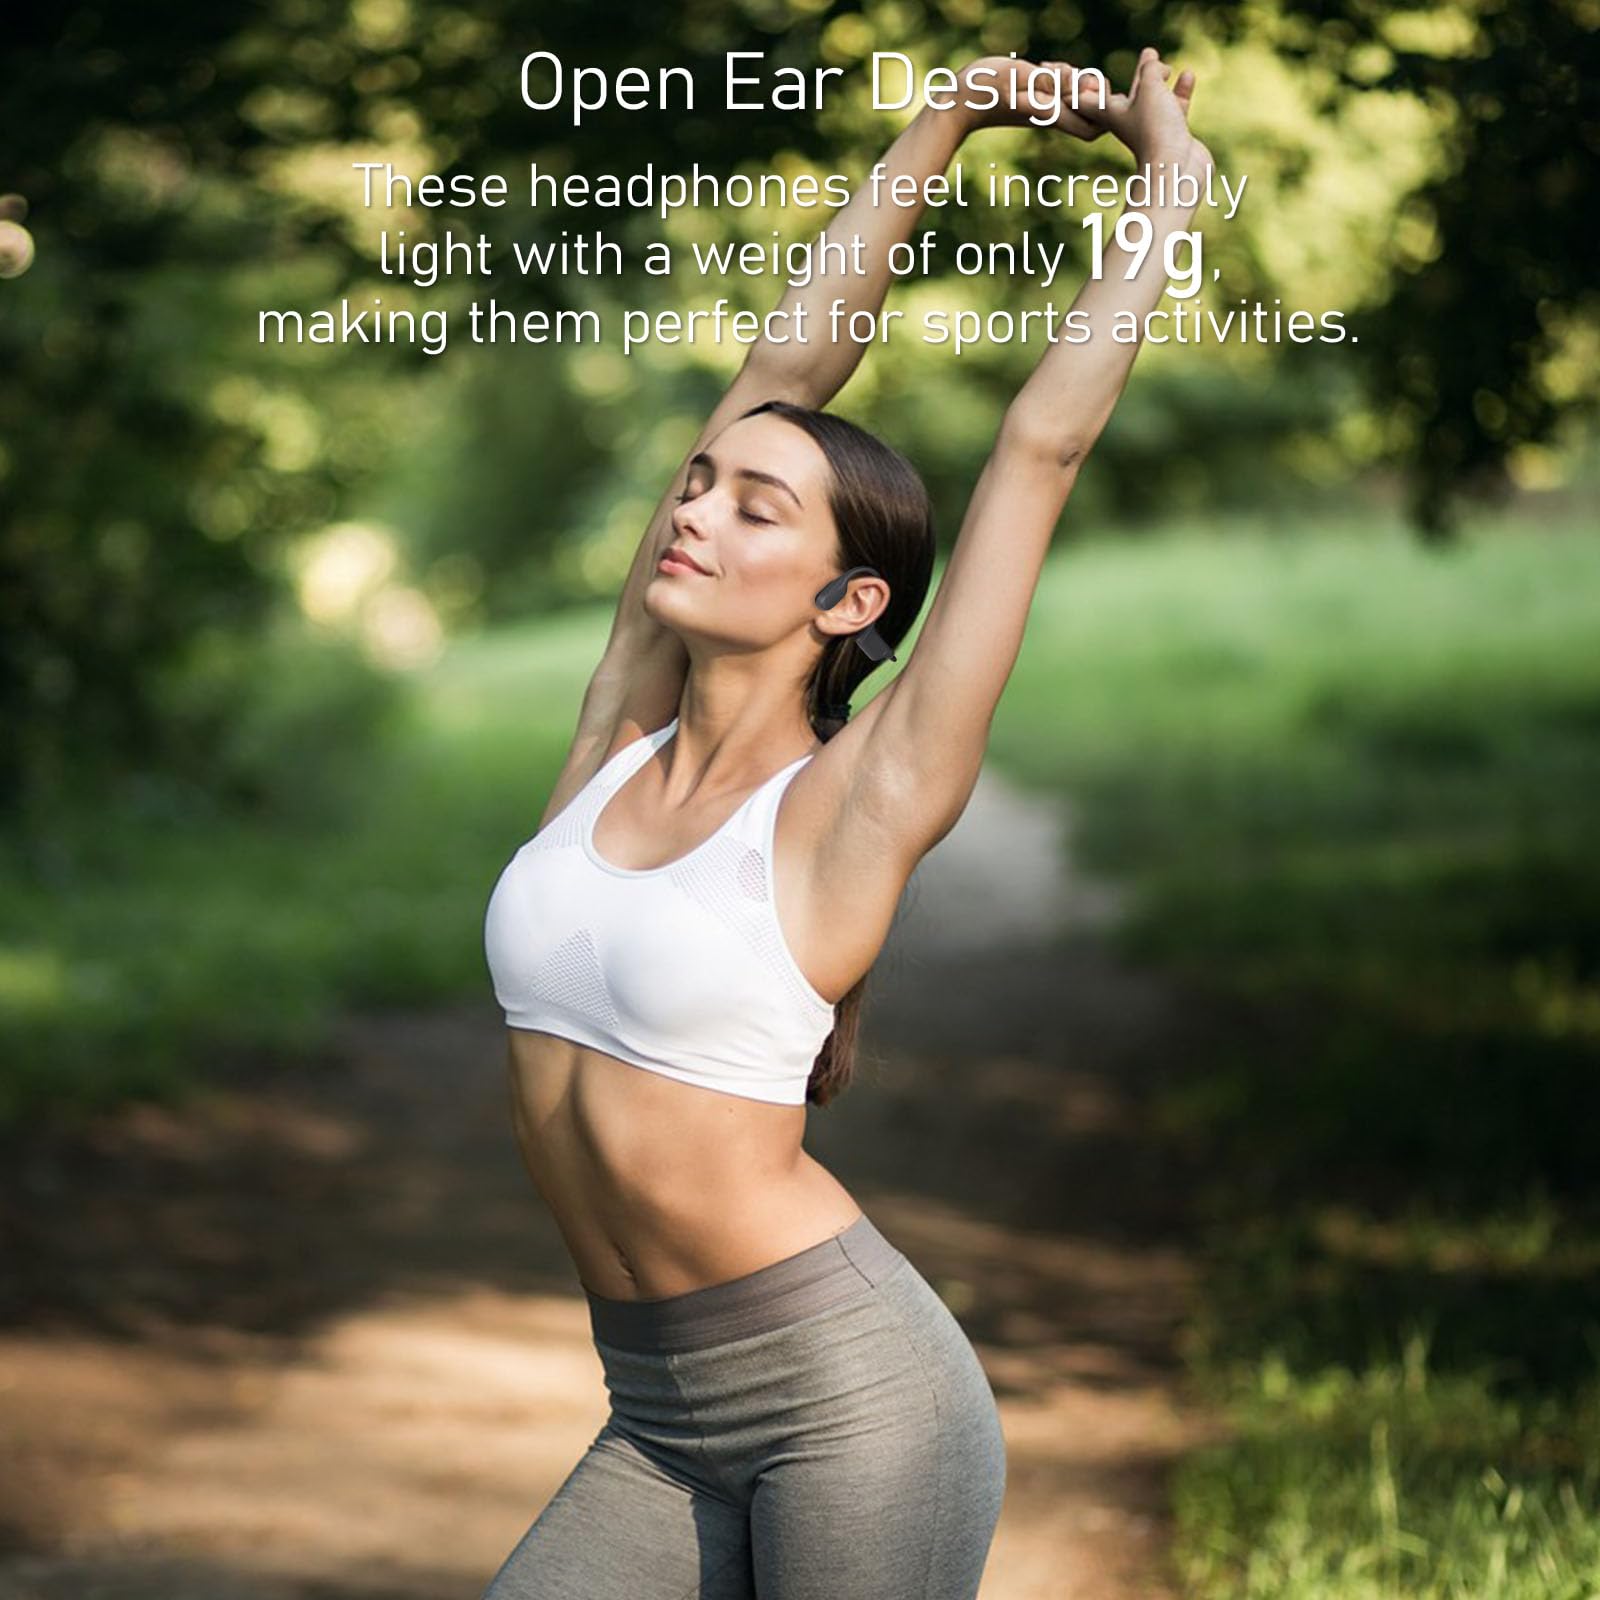 Open Ear Design
These headphones feel incredibly
light with a weight of only 19g,
making them perfect for sports activities.